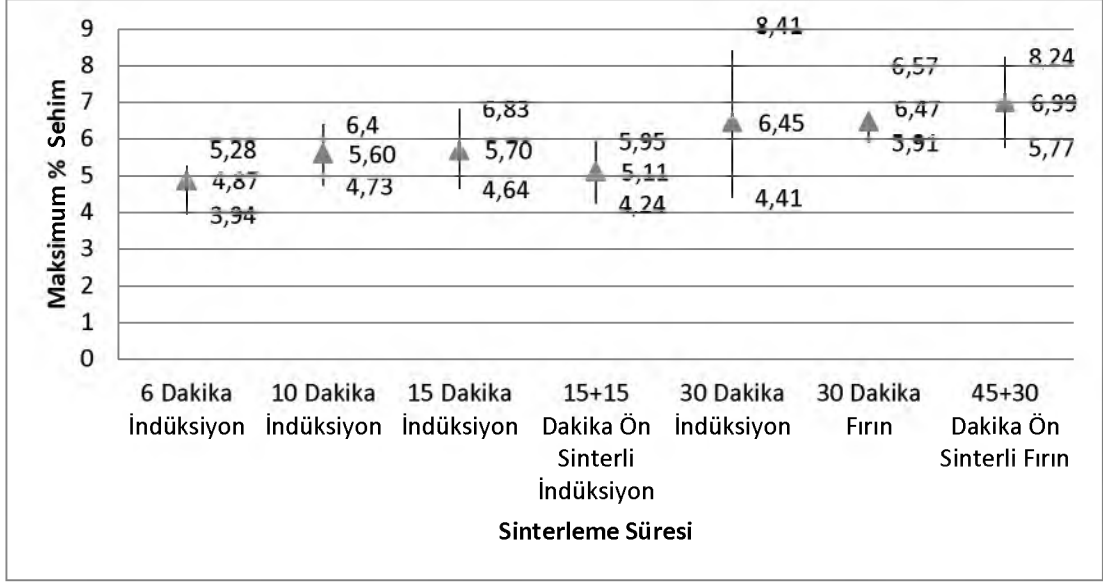 Maksimum % Sehim
9
8
7
6
5
4
3
2
1
0
5,28
4,87
3,94
6,4
5,60
4,73
6,83
5,70
4,64
5,95
5,11
4,24
8,41
6,45
4,41
6,57
6,47
5,91
8,24
6,99
5,77
6 Dakika
İndüksiyon
10 Dakika
İndüksiyon
15 Dakika
İndüksiyon
15+15
Dakika Ön
Sinterli
İndüksiyon
30 Dakika
İndüksiyon
30 Dakika
Fırın
45+30
Dakika Ön
Sinterli Fırın
Sinterleme Süresi